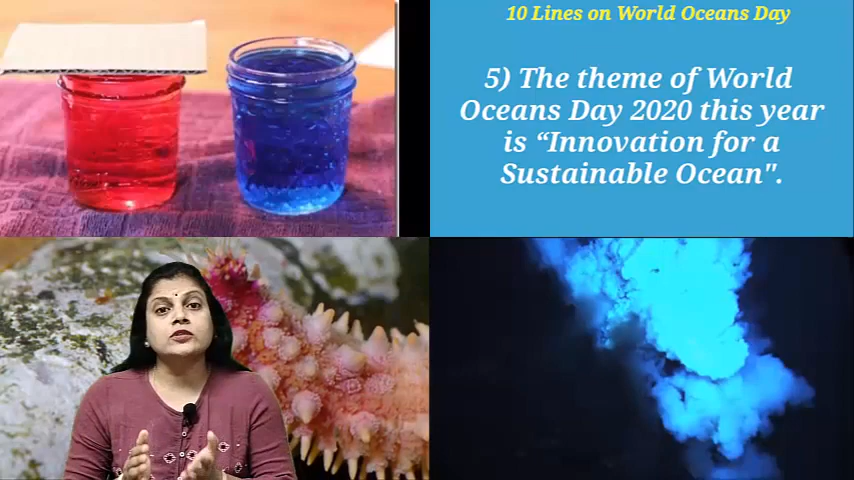 10 Lines on World Oceans Day
5) The theme of World
Oceans Day 2020 this year
is “Innovation for a
Sustainable Ocean".